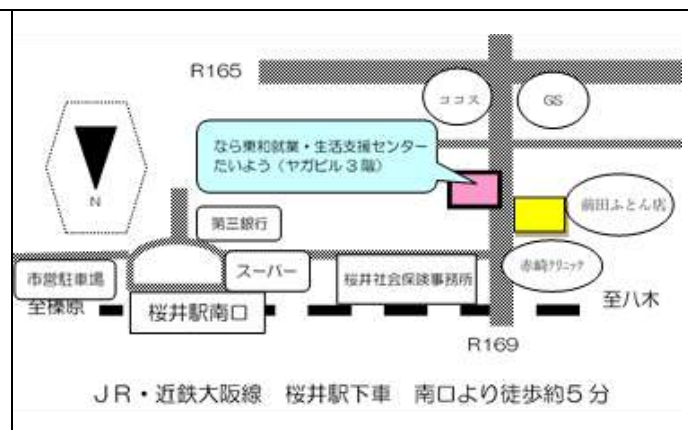 R165
ココス
GS
なら東和就業・生活支援センター
たいよう（ヤガビル3階）
N
前田ふとん店
第三銀行
赤崎クリニック
市営駐車場
スーパー
桜井社会保険事務所
至榛原
桜井駅南口
至八木
R169
JR・近鉄大阪線　桜井駅下車　南口より徒歩約5分